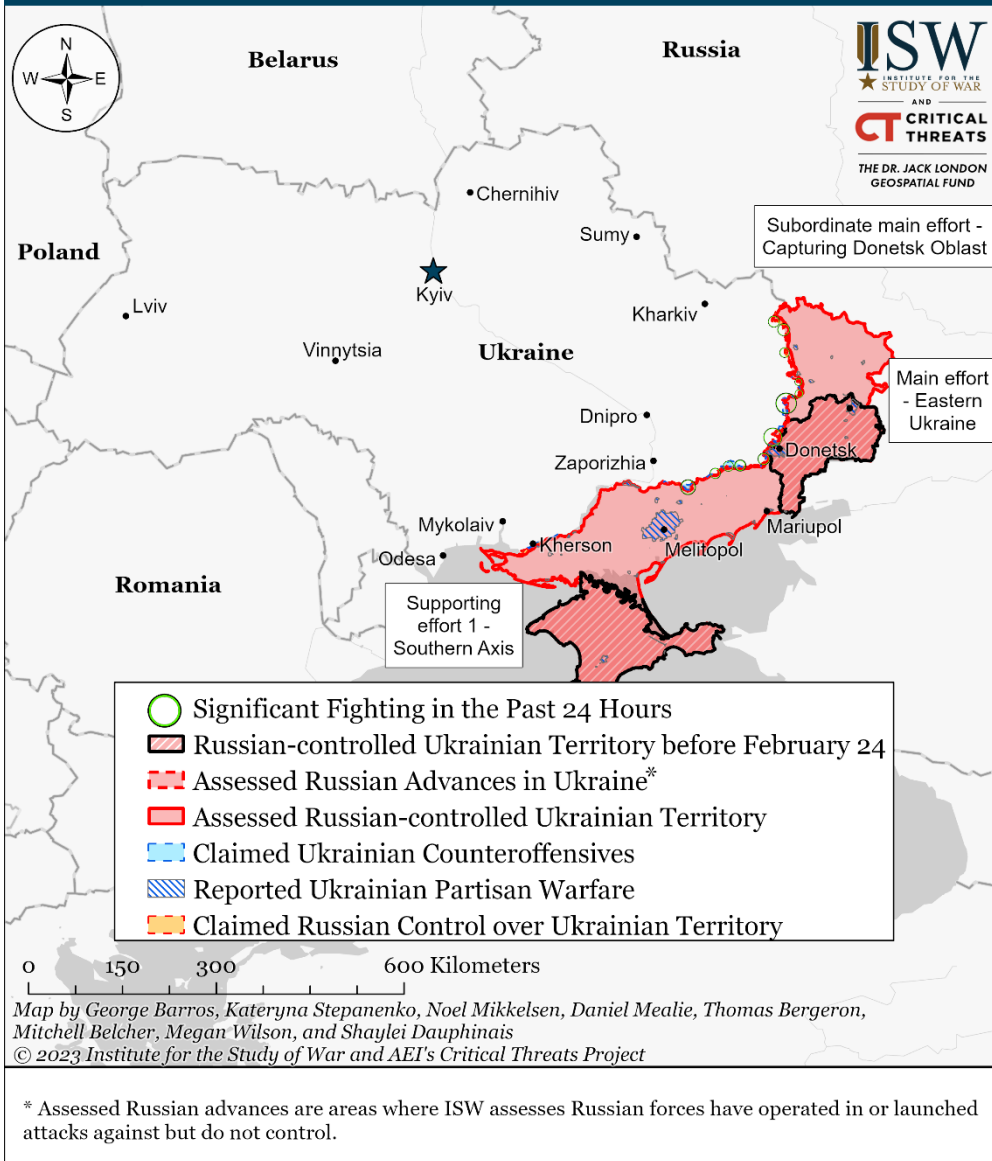 N
W E
S
Belarus
Russia
ISW
INSTITUTE FOR THE
STUDY OF WAR
AND
CT CRITICAL
THREATS
THE DR. JACK LONDON
GEOSPATIAL FUND
Chernihiv
Sumy
Subordinate main effort -
Capturing Donetsk Oblast
Poland
Kyiv
Lviv
Kharkiv
Vinnytsia
Ukraine
Main effort
- Eastern
Ukraine
Dnipro
Donetsk
Zaporizhia
Mykolaiv
Mariupol
Kherson
Melitopol
Odesa
Romania
Supporting
effort 1 -
Southern Axis
Significant Fighting in the Past 24 Hours
Russian-controlled Ukrainian Territory before February 24
Assessed Russian Advances in Ukraine*
Assessed Russian-controlled Ukrainian Territory
Claimed Ukrainian Counteroffensives
Reported Ukrainian Partisan Warfare
Claimed Russian Control over Ukrainian Territory
0 150 300 600 Kilometers
Map by George Barros, Kateryna Stepanenko, Noel Mikkelsen, Daniel Mealie, Thomas Bergeron,
Mitchell Belcher, Megan Wilson, and Shaylei Dauphinais
© 2023 Institute for the Study of War and AEI's Critical Threats Project
* Assessed Russian advances are areas where ISW assesses Russian forces have operated in or launched
attacks against but do not control.